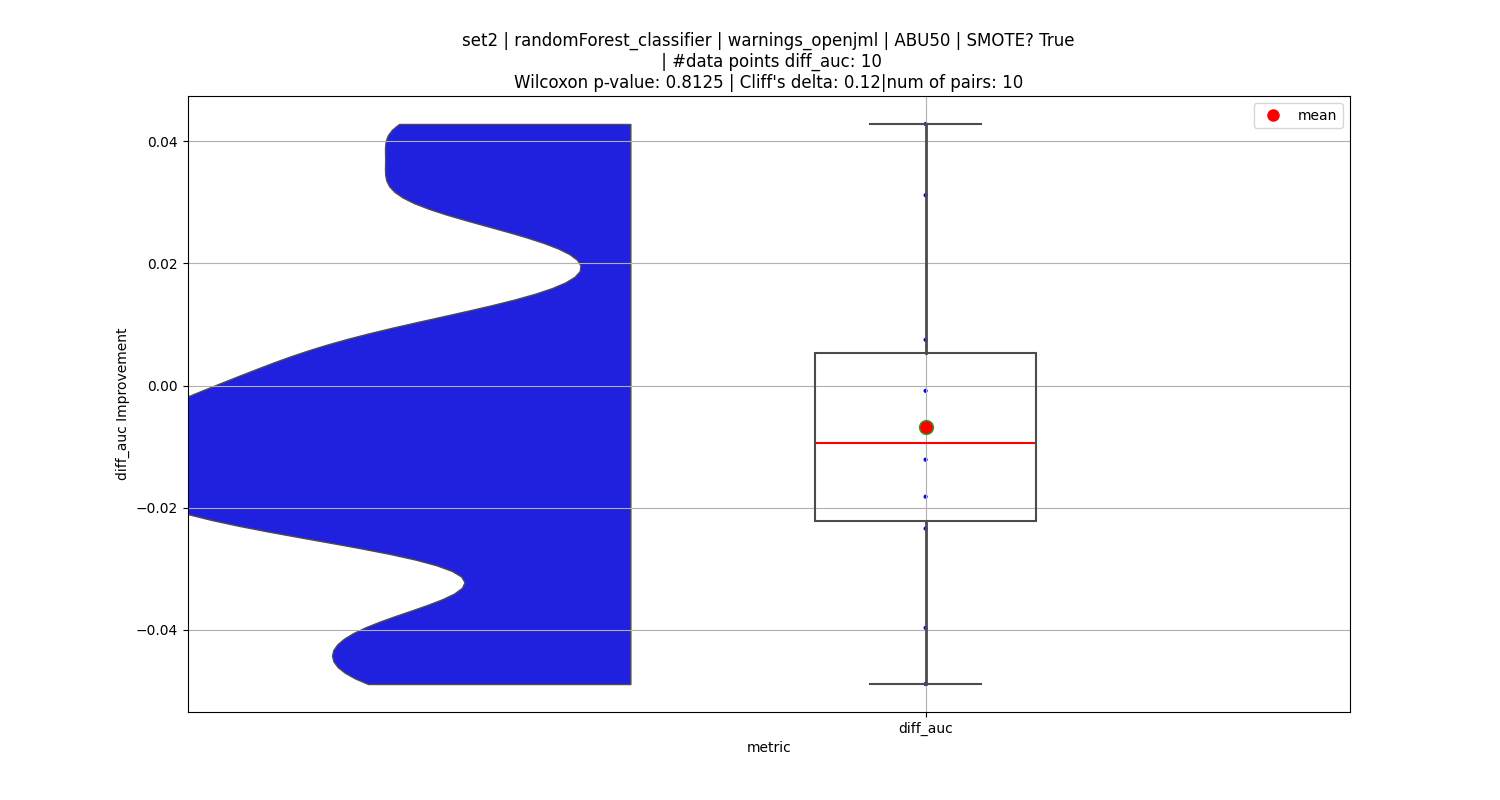 set2 | randomForest_classifier | warnings_openjml | ABU50 | SMOTE? True
| #data points diff_auc: 10
Wilcoxon p-value: 0.8125 | Cliff's delta: 0.12|num of pairs: 10
mean
0.04
0.02
0.00
−0.02
−0.04
diff_auc Improvement
diff_auc
metric